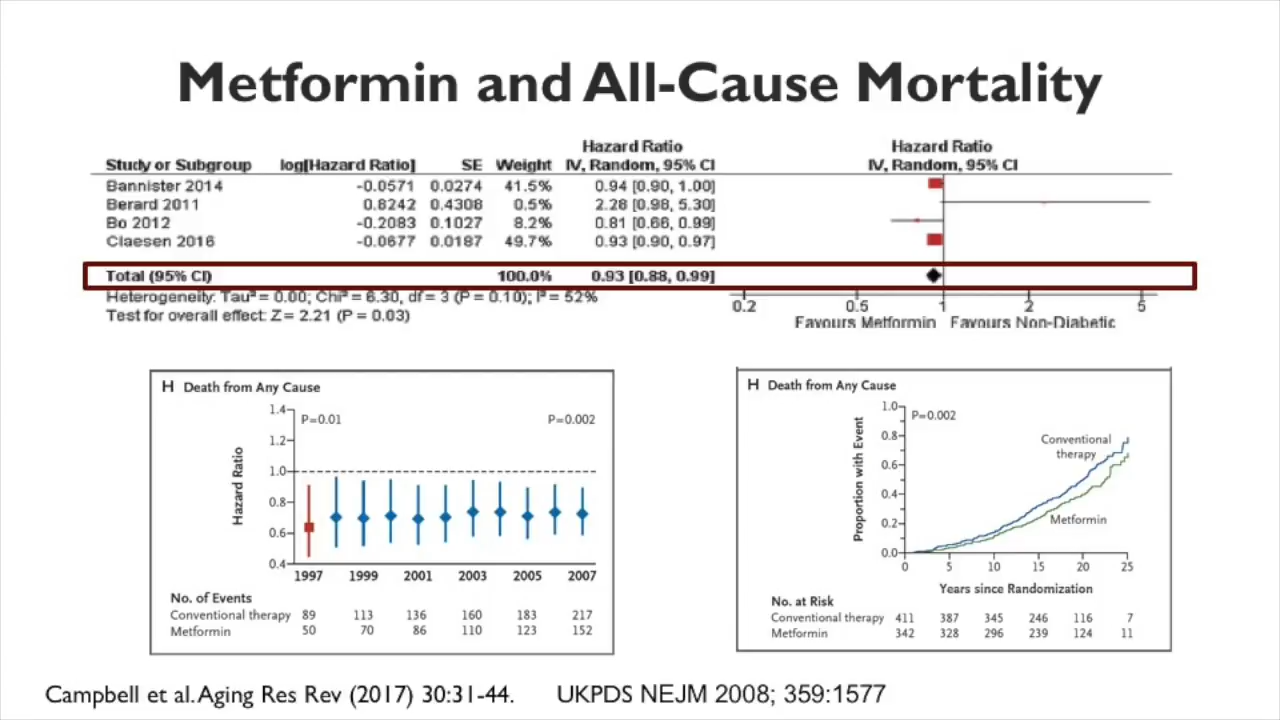 Metformin and All-Cause Mortality
Hazard Ratio Hazard Ratio
Study or Subgroup log[Hazard Ratio] SE Weight IV, Random, 95% CI IV, Random, 95% CI
Bannister 2014 -0.0571 0.0274 41.5% 0.94 [0.90, 1.00]
Berard 2011 0.8242 0.4308 0.5% 2.28 [0.98, 5.30]
Bo 2012 -0.2083 0.1027 8.2% 0.81 [0.66, 0.99]
Claesen 2016 -0.0677 0.0187 49.7% 0.93 [0.90, 0.97]
Total (95% CI) 100.0% 0.93 [0.88, 0.99]
Heterogeneity: Tau² = 0.00; Chi² = 6.30, df = 3 (P = 0.10); I² = 52%
Test for overall effect: Z = 2.21 (P = 0.03)
0.2 0.5 1 2 5
Favours Metformin Favours Non-Diabetic
H Death from Any Cause
P=0.01 P=0.002
Hazard Ratio
1.4
1.2
1.0
0.8
0.6
0.4
1997 1999 2001 2003 2005 2007
No. of Events
Conventional therapy 89 113 136 160 183 217
Metformin 50 70 86 110 123 152
H Death from Any Cause
P=0.002
Proportion with Event
1.0
0.8
0.6
0.4
0.2
0.0
Conventional
therapy
Metformin
0 5 10 15 20 25
Years since Randomization
No. at Risk
Conventional therapy 411 387 345 246 116 7
Metformin 342 328 296 239 124 11
Campbell et al. Aging Res Rev (2017) 30:31-44. UKPDS NEJM 2008; 359:1577